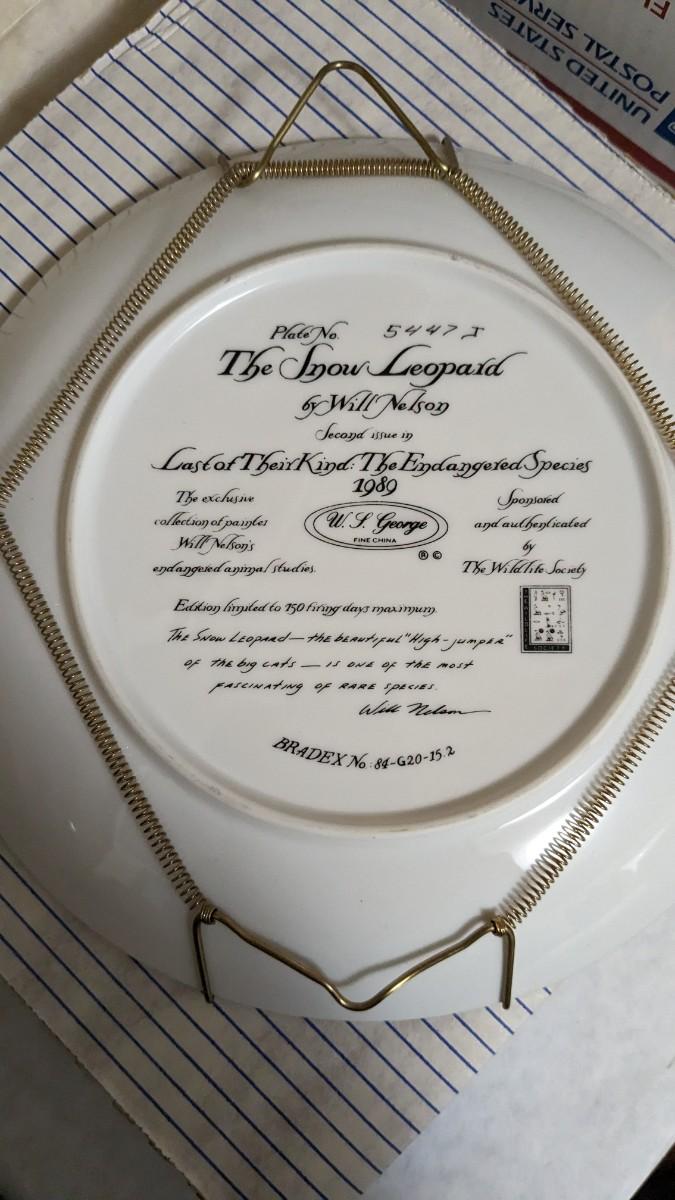 UNITED STATES
POSTAL SERV
Plate No. 5447 I
The Snow Leopard
by Will Nelson
Second issue in
Last of Their Kind: The Endangered Species
1989
The exclusive
collection of painter
Will Nelson's
endangered animal studies.
W. S. George
FINE CHINA
® ©
Sponsored
and authenticated
by
The Wildlife Society
SOCIETY
Edition limited to 150 firing days maximum.
The Snow Leopard — the beautiful "High-jumper"
of the big cats — is one of the most
fascinating of rare species.
Will Nelson
BRADEX No.: 84-G20-15.2